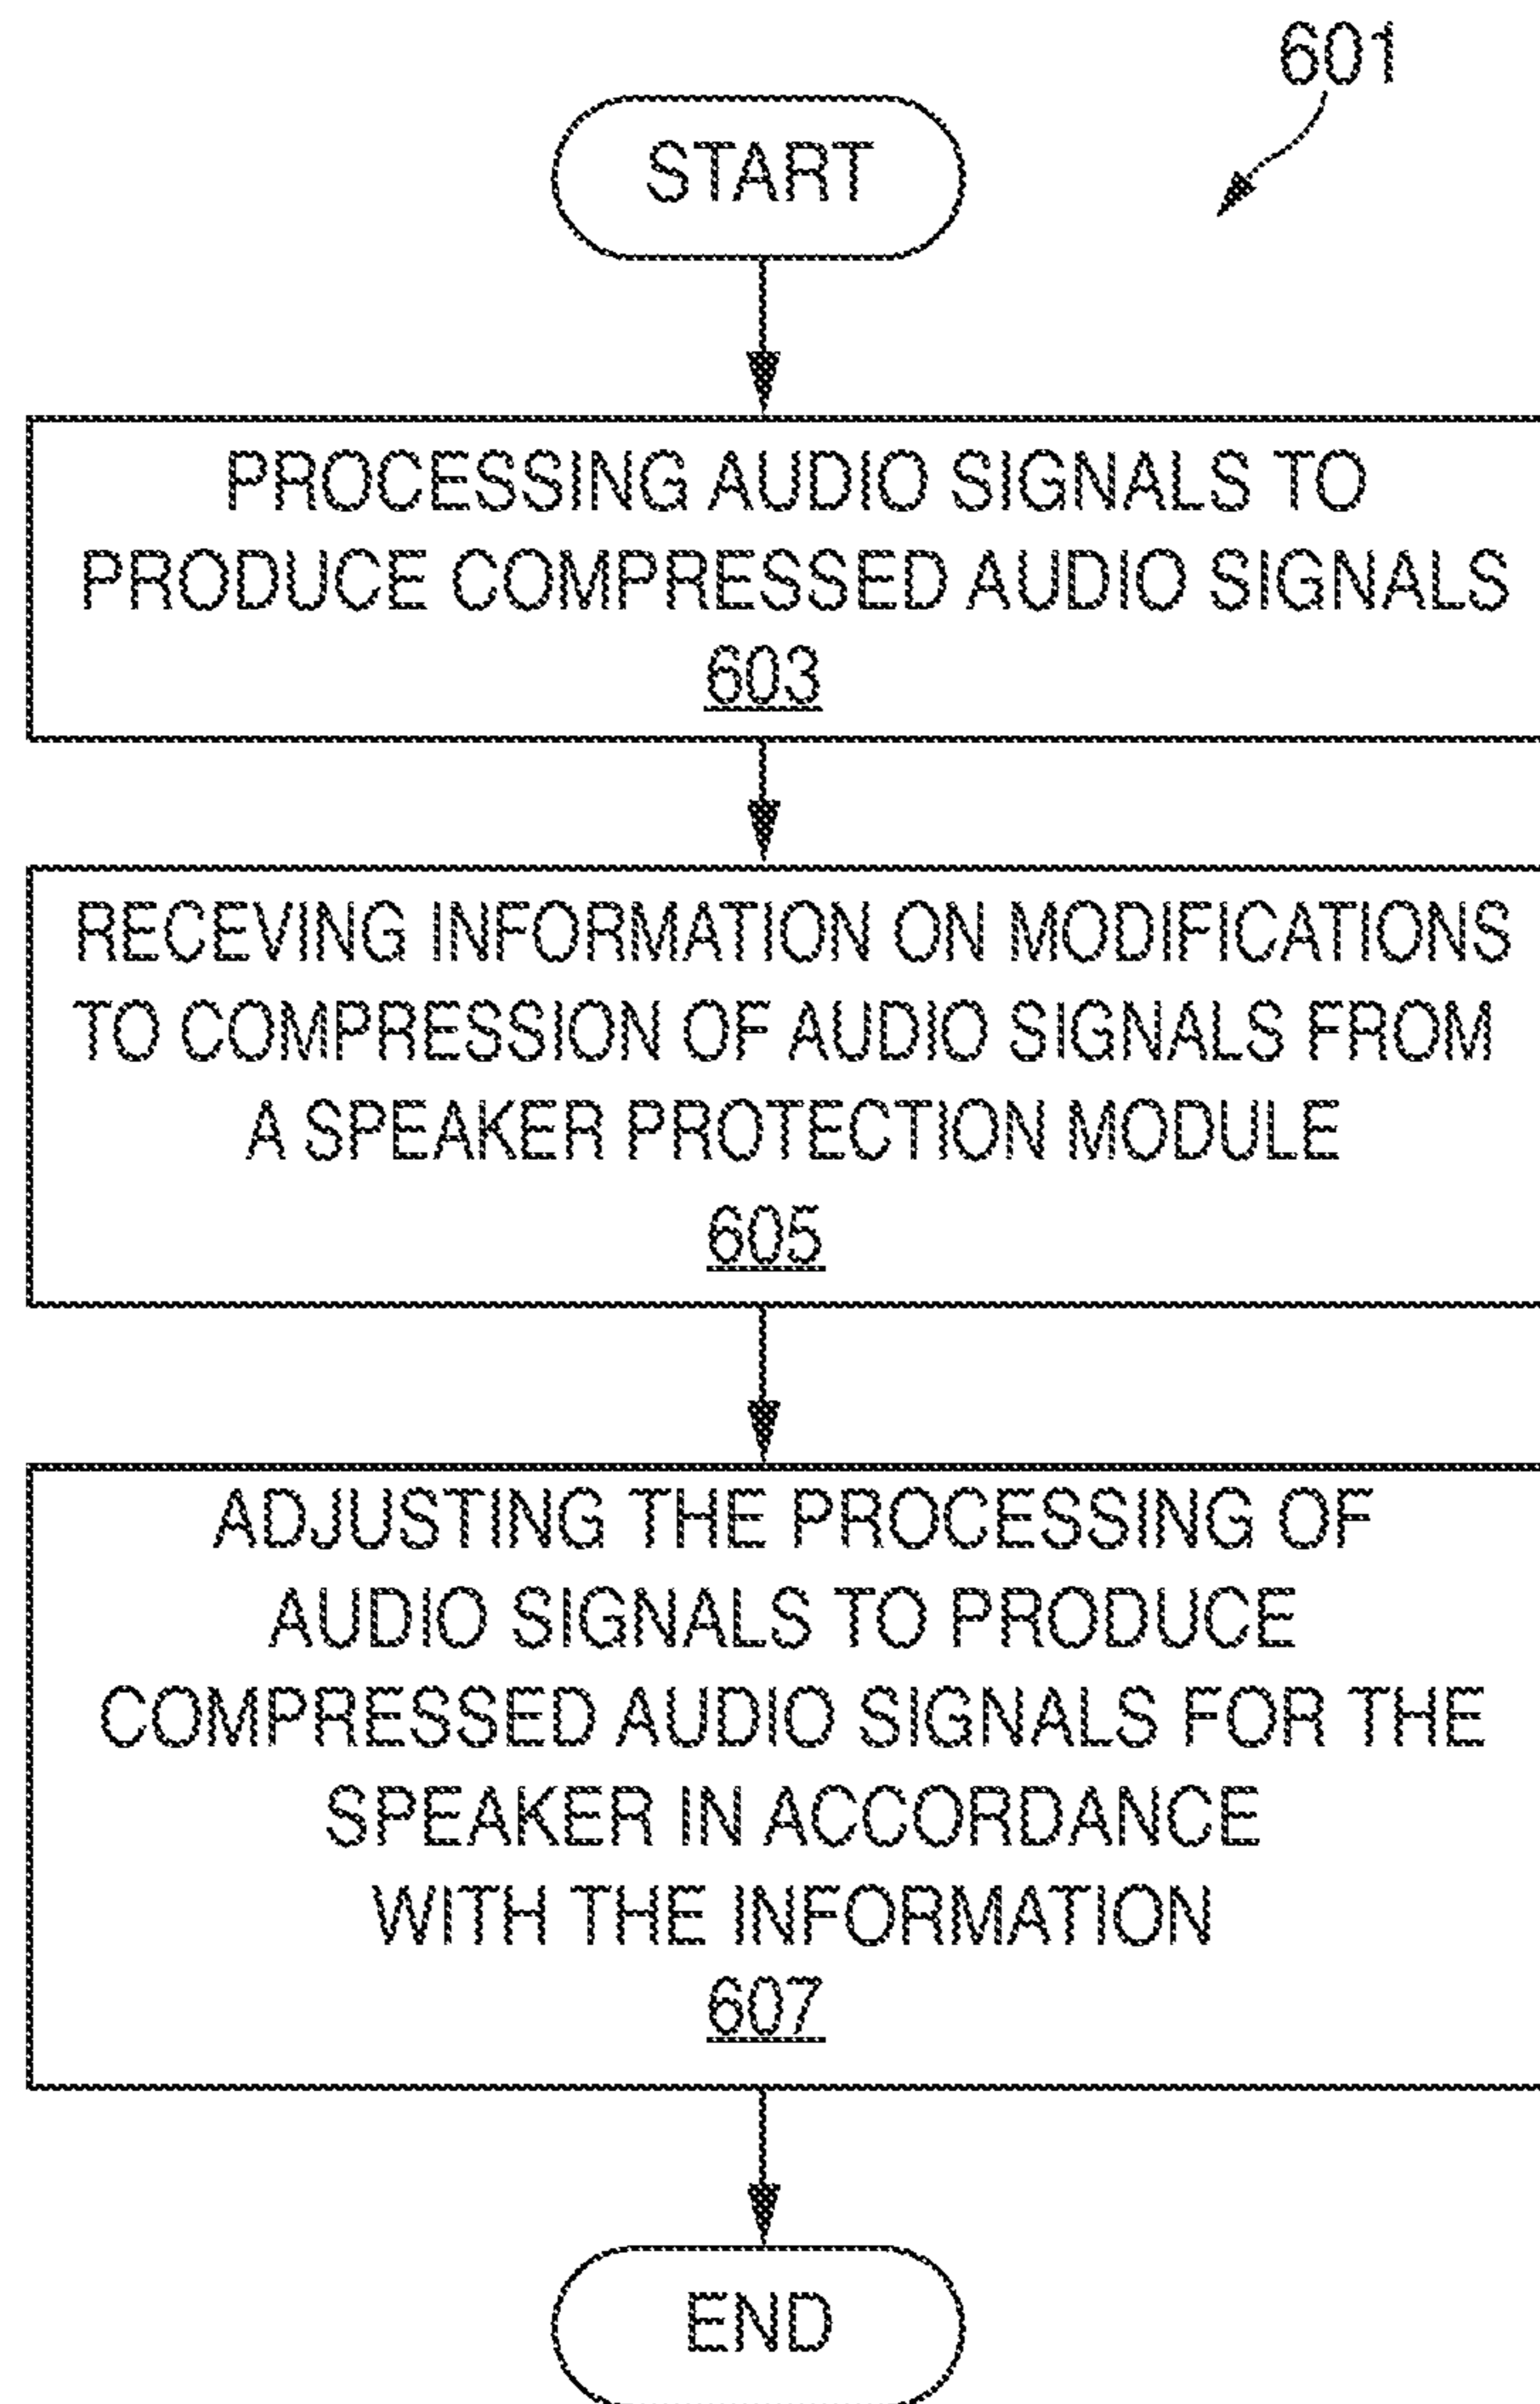 601
START
PROCESSING AUDIO SIGNALS TO
PRODUCE COMPRESSED AUDIO SIGNALS
603
RECEVING INFORMATION ON MODIFICATIONS
TO COMPRESSION OF AUDIO SIGNALS FROM
A SPEAKER PROTECTION MODULE
605
ADJUSTING THE PROCESSING OF
AUDIO SIGNALS TO PRODUCE
COMPRESSED AUDIO SIGNALS FOR THE
SPEAKER IN ACCORDANCE
WITH THE INFORMATION
607
END